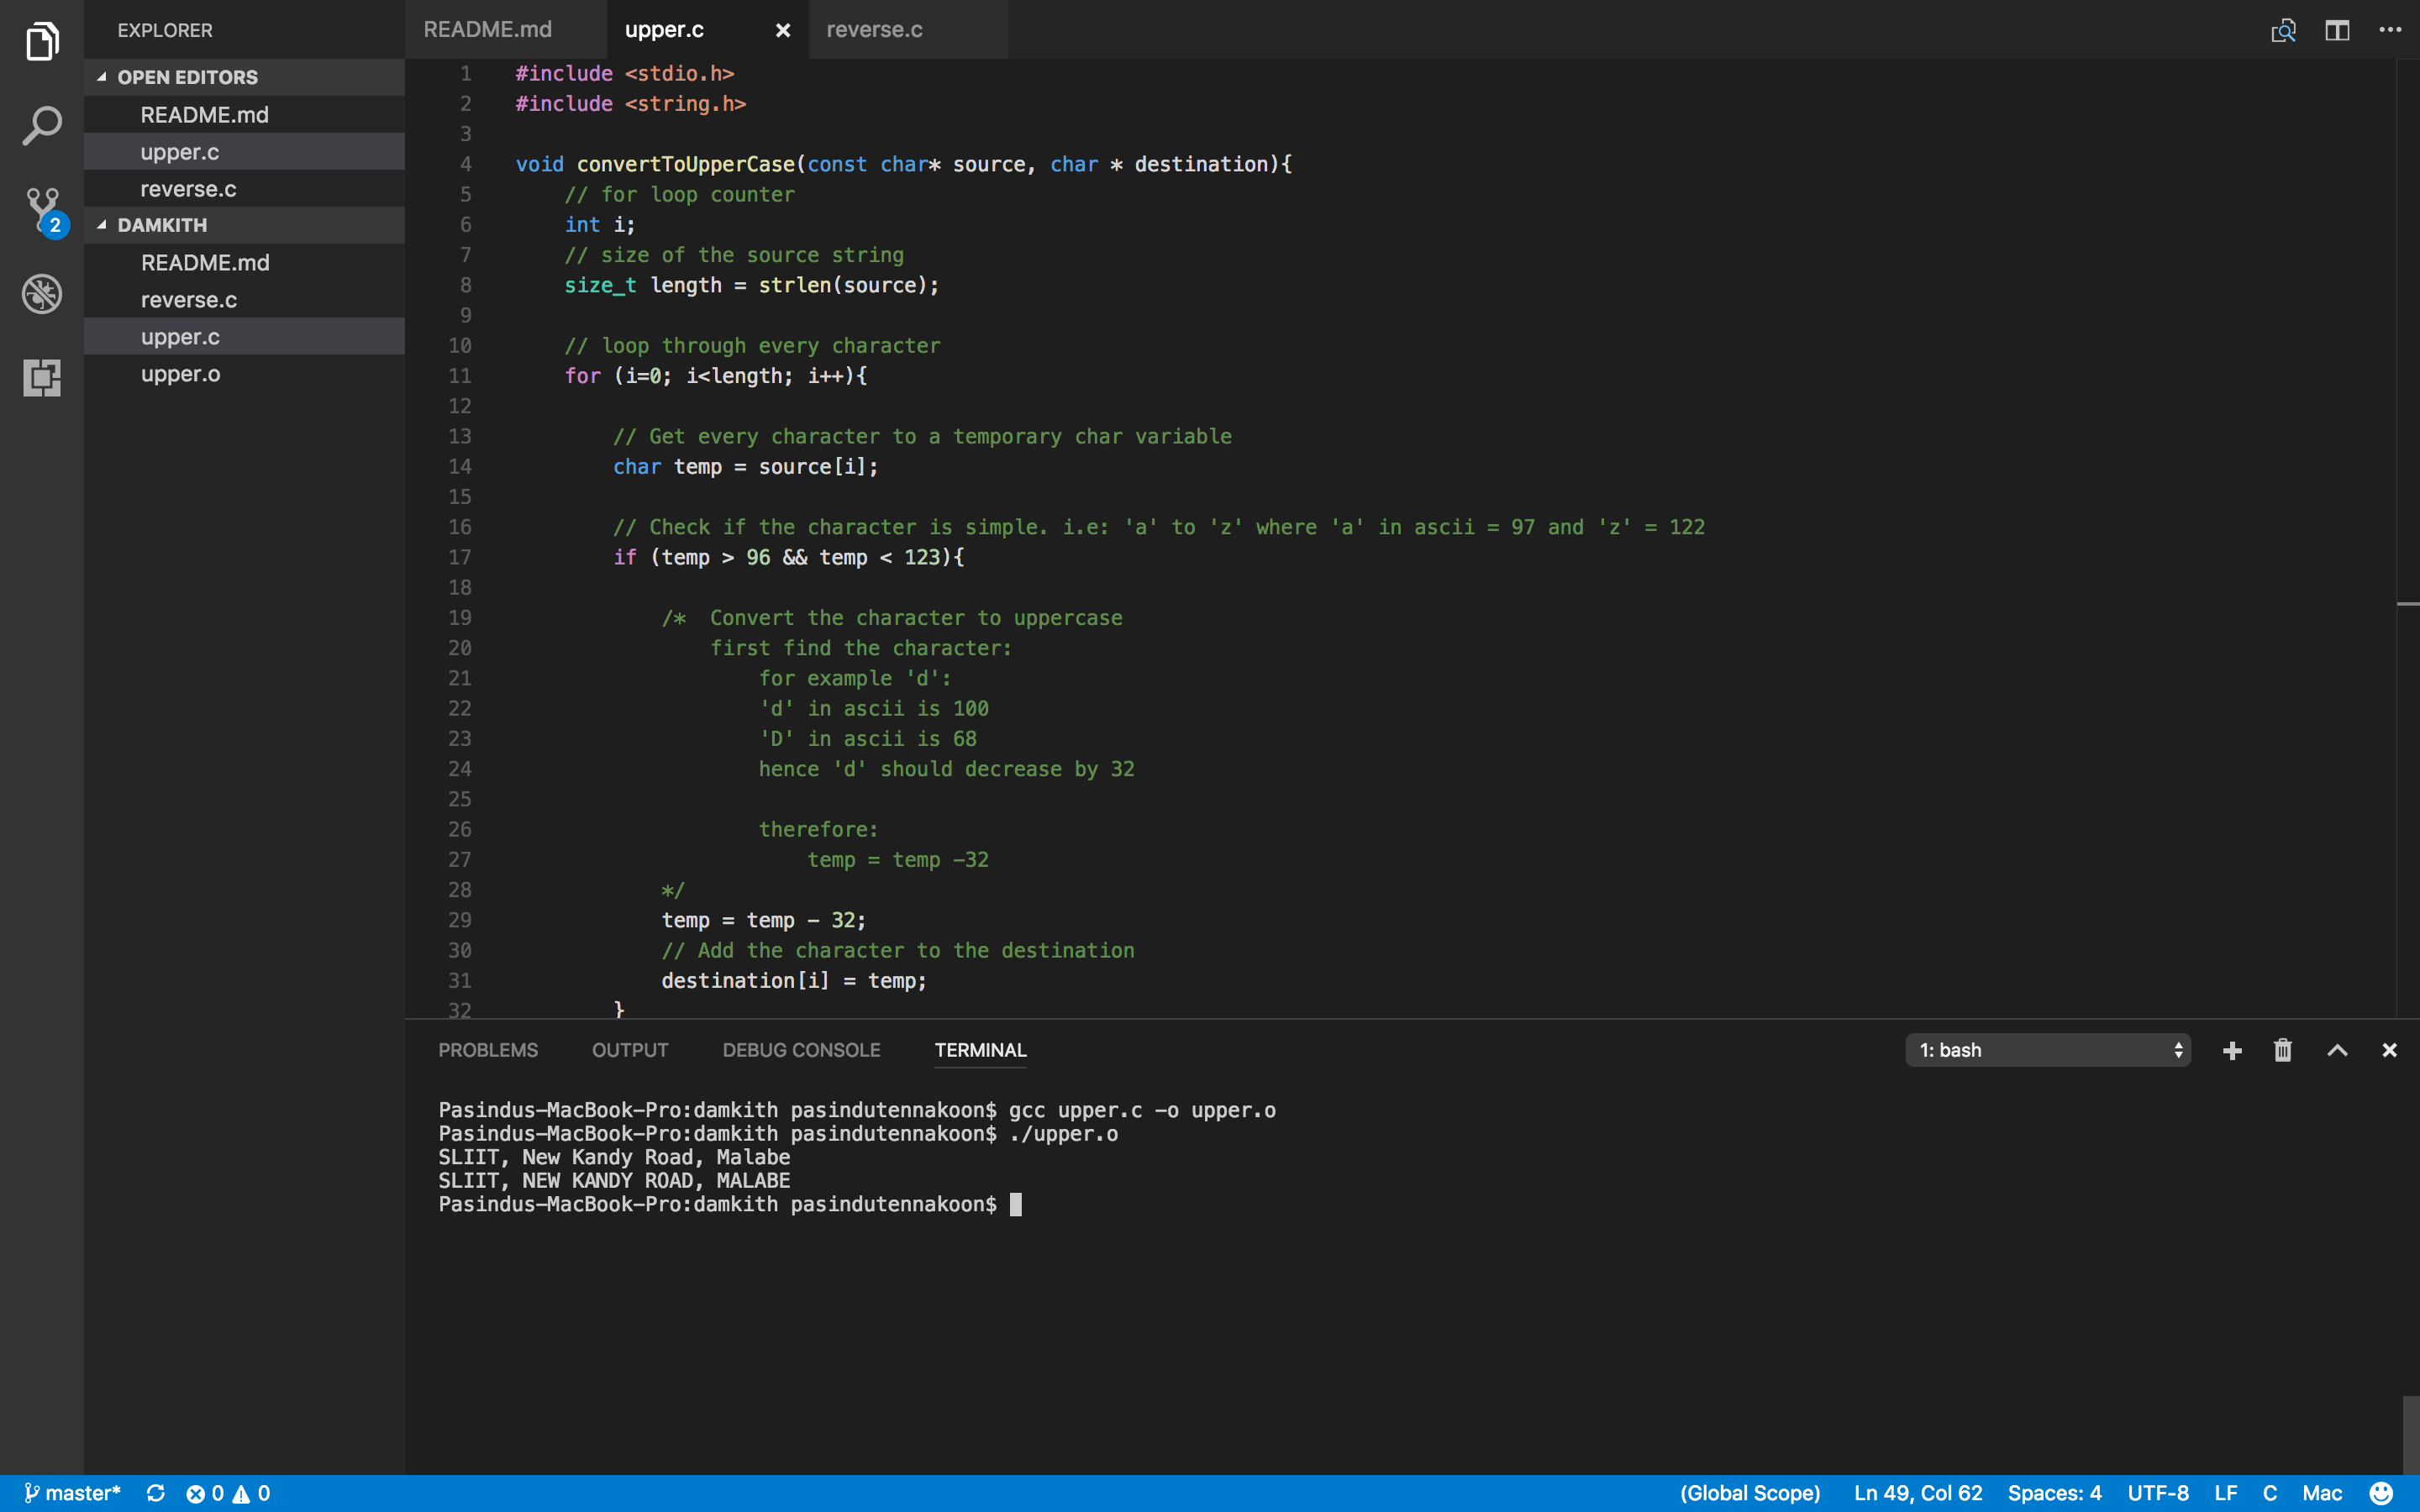 EXPLORER
OPEN EDITORS
README.md
upper.c
reverse.c
DAMKITH
README.md
reverse.c
upper.c
upper.o
2
README.md upper.c reverse.c
1 #include <stdio.h>
2 #include <string.h>
3
4 void convertToUpperCase(const char* source, char * destination){
5 // for loop counter
6 int i;
7 // size of the source string
8 size_t length = strlen(source);
9
10 // loop through every character
11 for (i=0; i<length; i++){
12
13 // Get every character to a temporary char variable
14 char temp = source[i];
15
16 // Check if the character is simple. i.e: 'a' to 'z' where 'a' in ascii = 97 and 'z' = 122
17 if (temp > 96 && temp < 123){
18
19 /* Convert the character to uppercase
20 first find the character:
21 for example 'd':
22 'd' in ascii is 100
23 'D' in ascii is 68
24 hence 'd' should decrease by 32
25
26 therefore:
27 temp = temp -32
28 */
29 temp = temp - 32;
30 // Add the character to the destination
31 destination[i] = temp;
32 }
PROBLEMS OUTPUT DEBUG CONSOLE TERMINAL 1: bash
Pasindus-MacBook-Pro:damkith pasindutennakoon$ gcc upper.c -o upper.o
Pasindus-MacBook-Pro:damkith pasindutennakoon$ ./upper.o
SLIIT, New Kandy Road, Malabe
SLIIT, NEW KANDY ROAD, MALABE
Pasindus-MacBook-Pro:damkith pasindutennakoon$
master* 0 0 (Global Scope) Ln 49, Col 62 Spaces: 4 UTF-8 LF C Mac